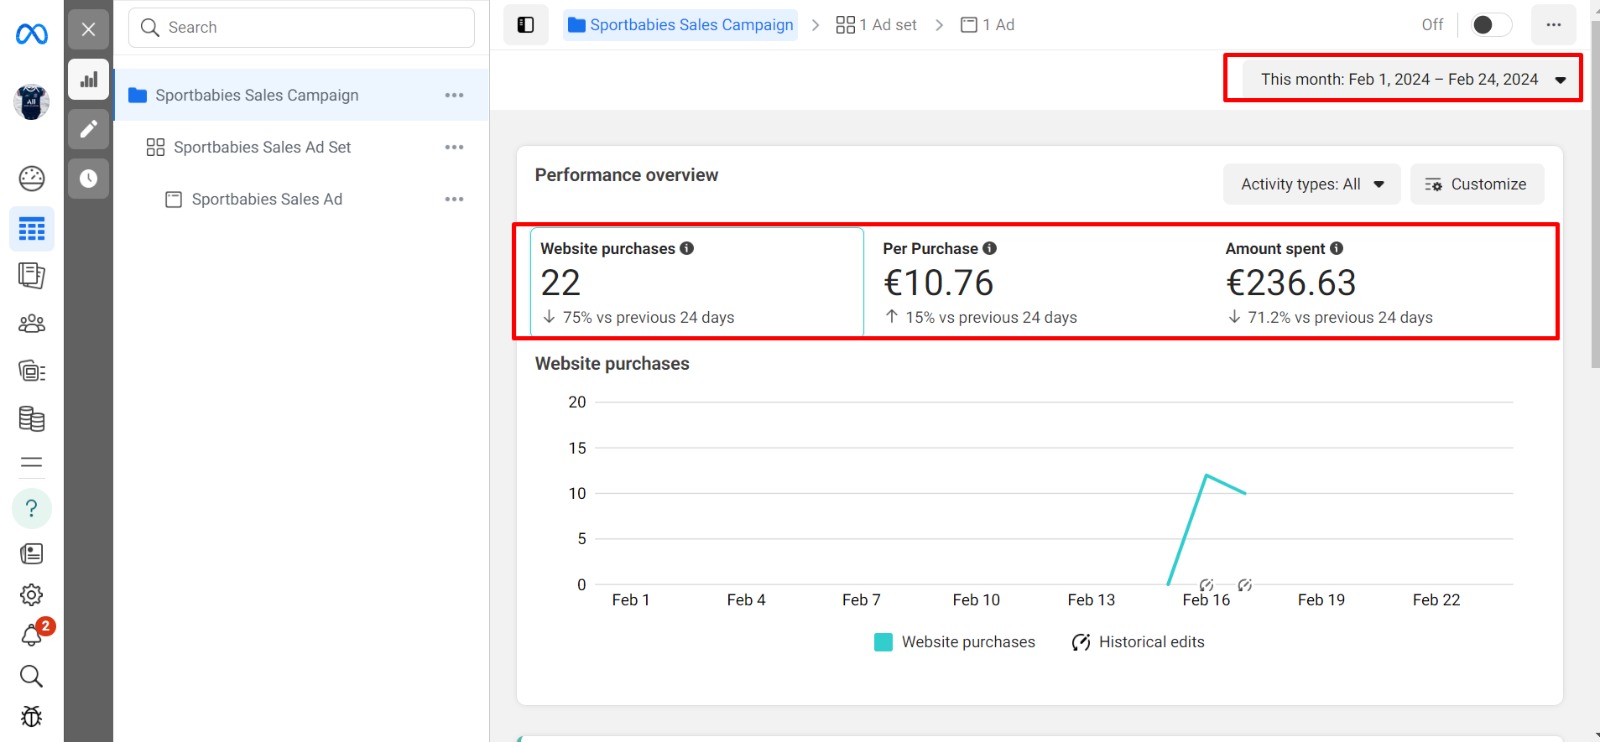 Search
Sportbabies Sales Campaign
Sportbabies Sales Ad Set
Sportbabies Sales Ad
?
2
Sportbabies Sales Campaign > 1 Ad set > 1 Ad
Off
This month: Feb 1, 2024 – Feb 24, 2024
Performance overview
Activity types: All
Customize
Website purchases
22
↓ 75% vs previous 24 days
Per Purchase
€10.76
↑ 15% vs previous 24 days
Amount spent
€236.63
↓ 71.2% vs previous 24 days
Website purchases
20
15
10
5
0
Feb 1 Feb 4 Feb 7 Feb 10 Feb 13 Feb 16 Feb 19 Feb 22
Website purchases Historical edits